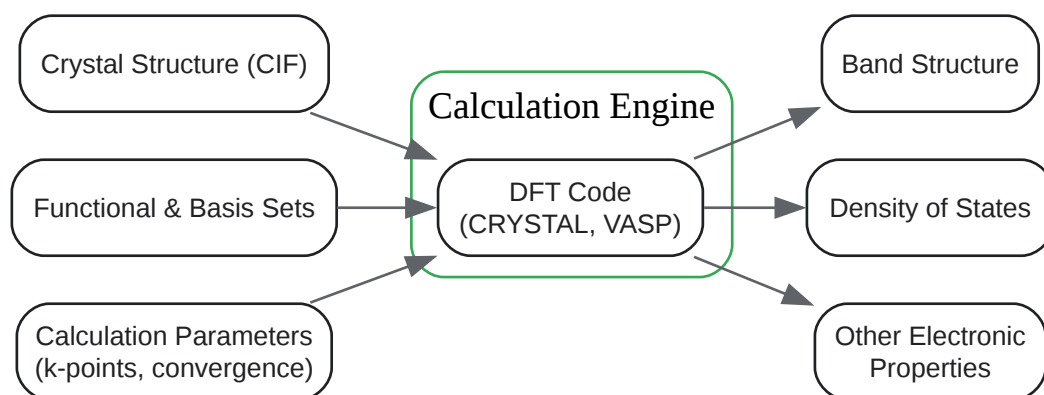 Crystal Structure (CIF)
Functional & Basis Sets
Calculation Parameters
(k-points, convergence)
Calculation Engine
DFT Code
(CRYSTAL, VASP)
Band Structure
Density of States
Other Electronic
Properties